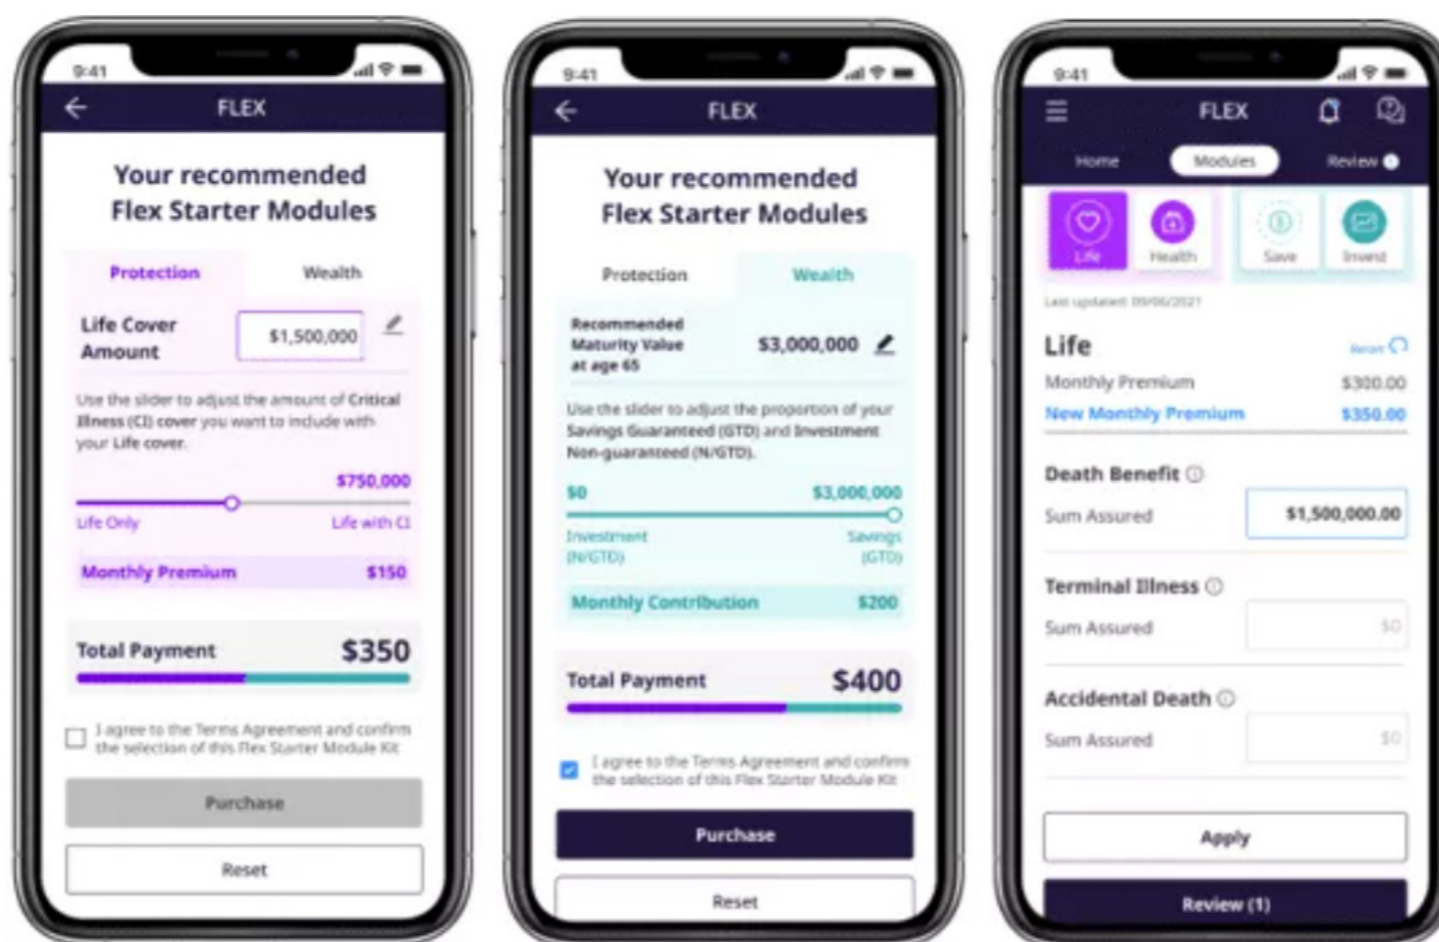 9:41
FLEX
Your recommended
Flex Starter Modules
Protection
Wealth
Life Cover
Amount
$1,500,000
Use the slider to adjust the amount of Critical
Illness (CI) cover you want to include with
your Life cover.
$750,000
Life Only
Life with CI
Monthly Premium
$150
Total Payment
$350
I agree to the Terms Agreement and confirm
the selection of this Flex Starter Module Kit
Purchase
Reset
9:41
FLEX
Your recommended
Flex Starter Modules
Protection
Wealth
Recommended
Maturity Value
at age 65
$3,000,000
Use the slider to adjust the proportion of your
Savings Guaranteed (GTD) and Investment
Non-guaranteed (N/GTD).
$0
$3,000,000
Investment
(N/GTD)
Savings
(GTD)
Monthly Contribution
$200
Total Payment
$400
I agree to the Terms Agreement and confirm
the selection of this Flex Starter Module Kit
Purchase
Reset
9:41
FLEX
Home
Modules
Review
Life
Health
Save
Invest
Last updated: 09/06/2021
Life
Reset
Monthly Premium
$300.00
New Monthly Premium
$350.00
Death Benefit
Sum Assured
$1,500,000.00
Terminal Illness
Sum Assured
$0
Accidental Death
Sum Assured
$0
Apply
Review (1)